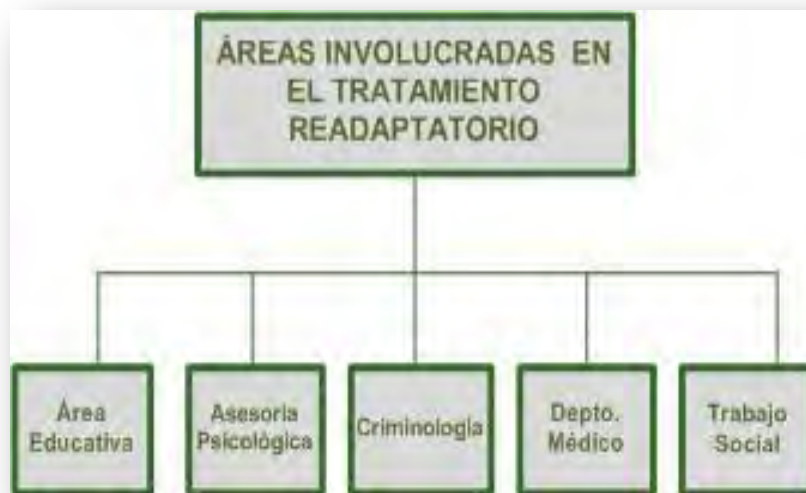 ÁREAS INVOLUCRADAS EN
EL TRATAMIENTO
READAPTATORIO
Área
Educativa
Asesoría
Psicológica
Criminología
Depto.
Médico
Trabajo
Social